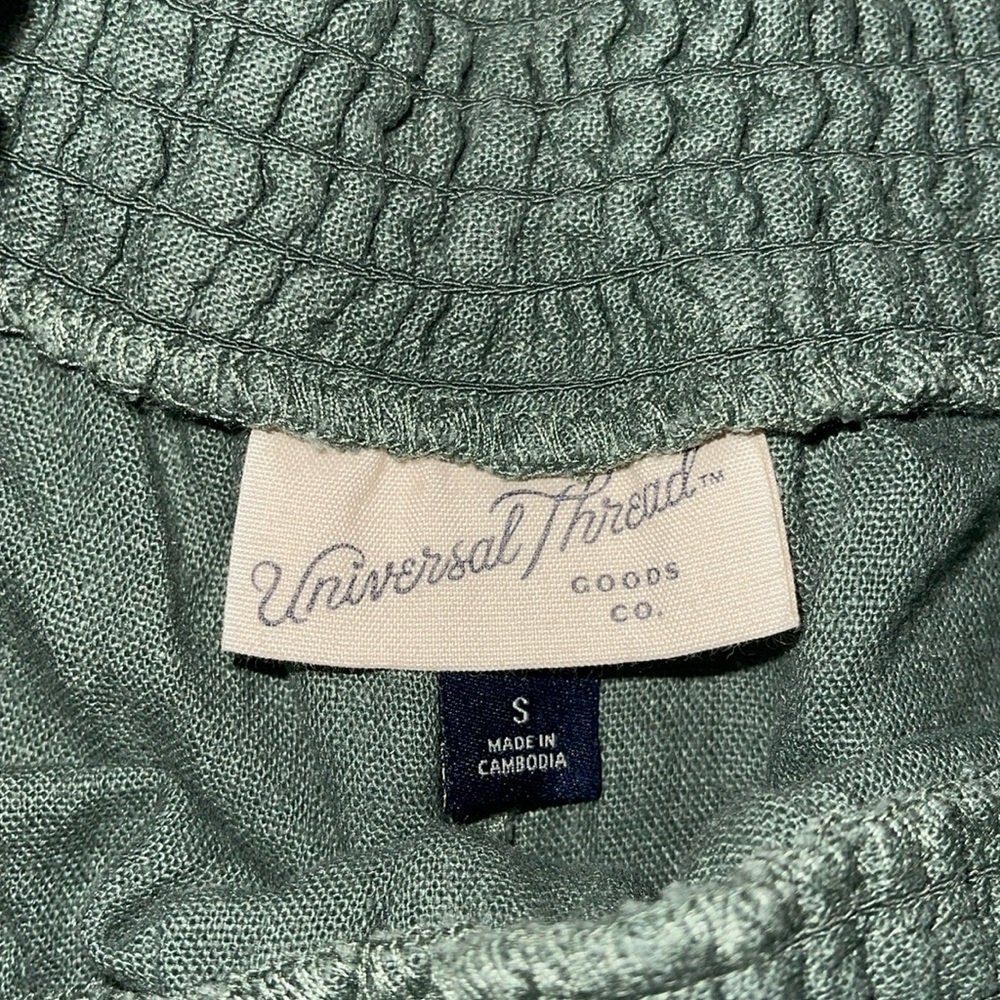 Universal Thread™
GOODS
CO.
S
MADE IN
CAMBODIA